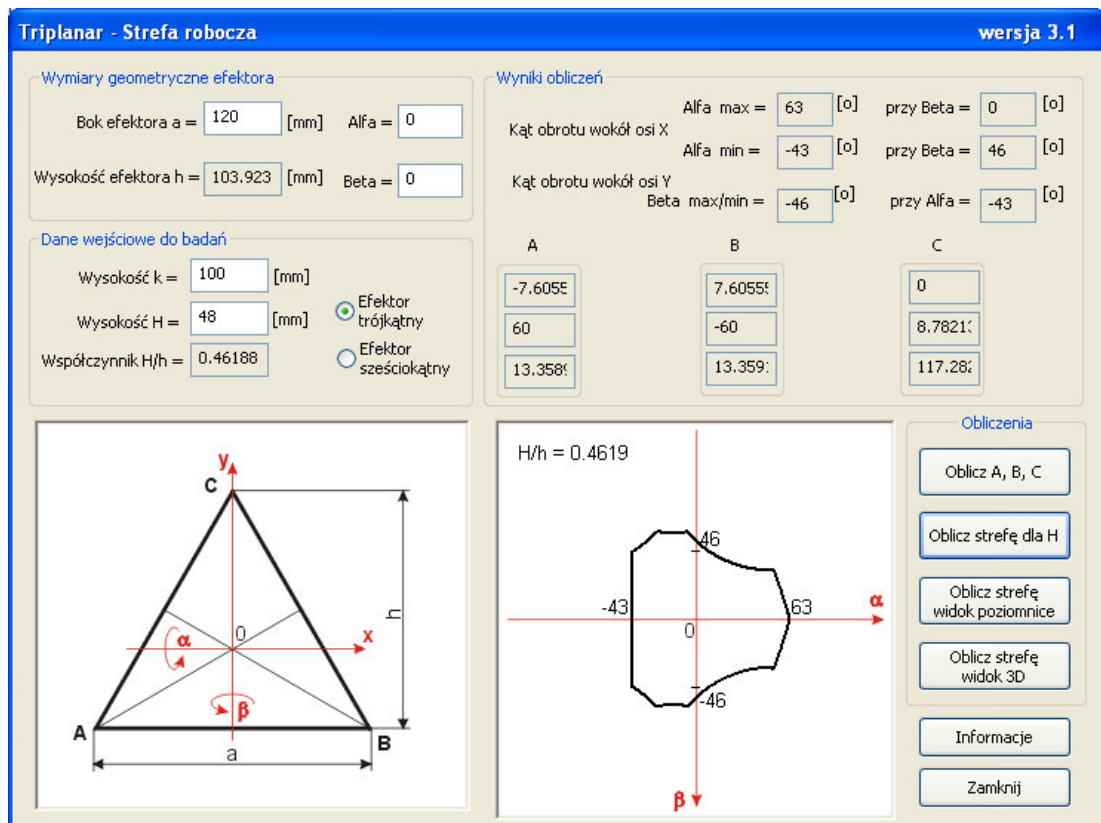 Triplanar - Strefa robocza wersja 3.1
Wymiary geometryczne efektora
Bok efektora a = 120 [mm] Alfa = 0
Wysokość efektora h = 103.923 [mm] Beta = 0
Wyniki obliczeń
Kąt obrotu wokół osi X
Alfa max = 63 [o] przy Beta = 0 [o]
Alfa min = -43 [o] przy Beta = 46 [o]
Kąt obrotu wokół osi Y
Beta max/min = -46 [o] przy Alfa = -43 [o]
Dane wejściowe do badań
Wysokość k = 100 [mm]
Wysokość H = 48 [mm]
Współczynnik H/h = 0.46188
Efektor
trójkątny
Efektor
sześciokątny
A B C
-7.6055 7.6055 0
60 -60 8.7821
13.358 13.359 117.28
y
C
h
α
0
x
β
A
B
a
H/h = 0.4619
46
-43
63
α
0
-46
β
Obliczenia
Oblicz A, B, C
Oblicz strefę dla H
Oblicz strefę
widok poziomnice
Oblicz strefę
widok 3D
Informacje
Zamknij